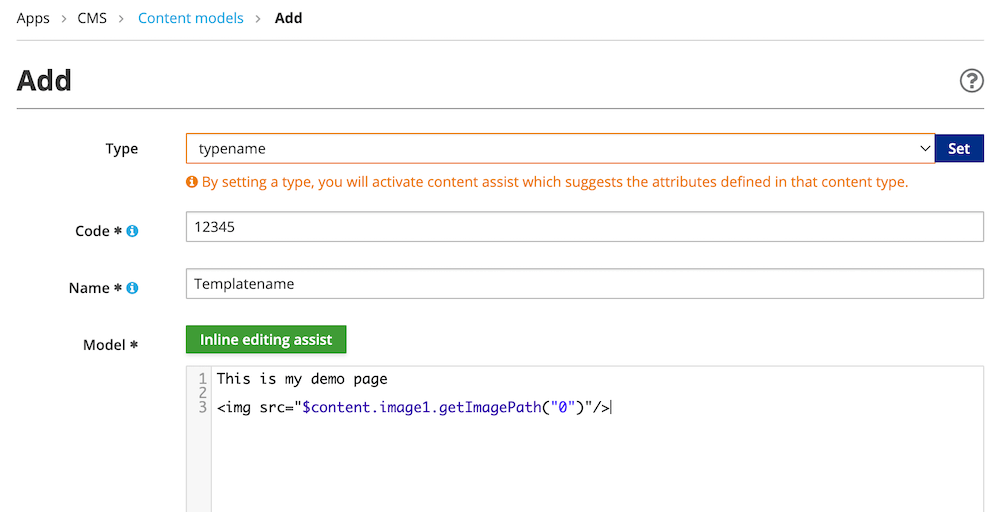 Apps > CMS > Content models > Add
Add
?
Type typename Set
i By setting a type, you will activate content assist which suggests the attributes defined in that content type.
Code * i 12345
Name * i Templatename
Model * Inline editing assist
1 This is my demo page
2
3 <img src="$content.image1.getImagePath("0")"/>